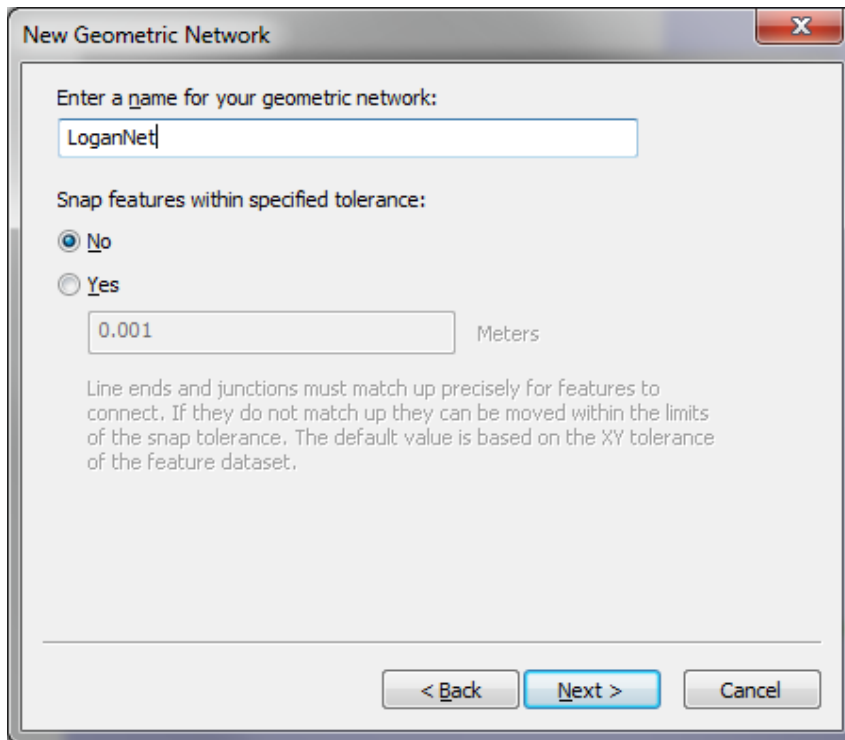 New Geometric Network
Enter a name for your geometric network:
LoganNet
Snap features within specified tolerance:
No
Yes
0.001 Meters
Line ends and junctions must match up precisely for features to
connect. If they do not match up they can be moved within the limits
of the snap tolerance. The default value is based on the XY tolerance
of the feature dataset.
< Back Next > Cancel